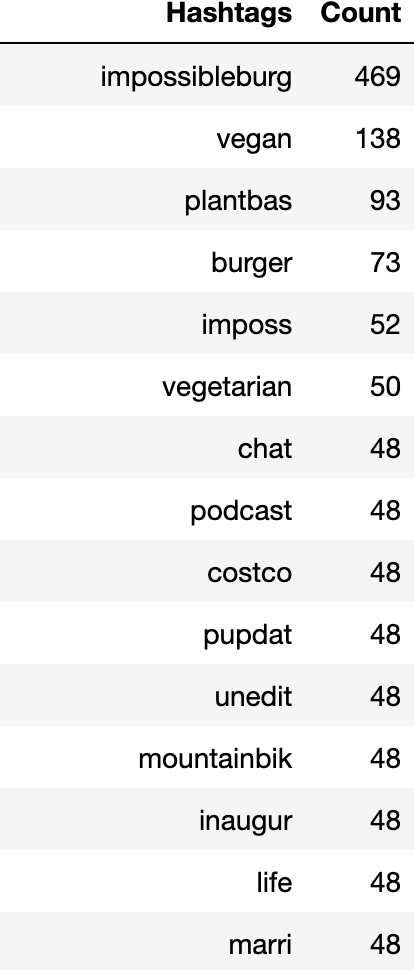 Hashtags Count
impossibleburg 469
vegan 138
plantbas 93
burger 73
imposs 52
vegetarian 50
chat 48
podcast 48
costco 48
pupdat 48
unedit 48
mountainbik 48
inaugur 48
life 48
marri 48